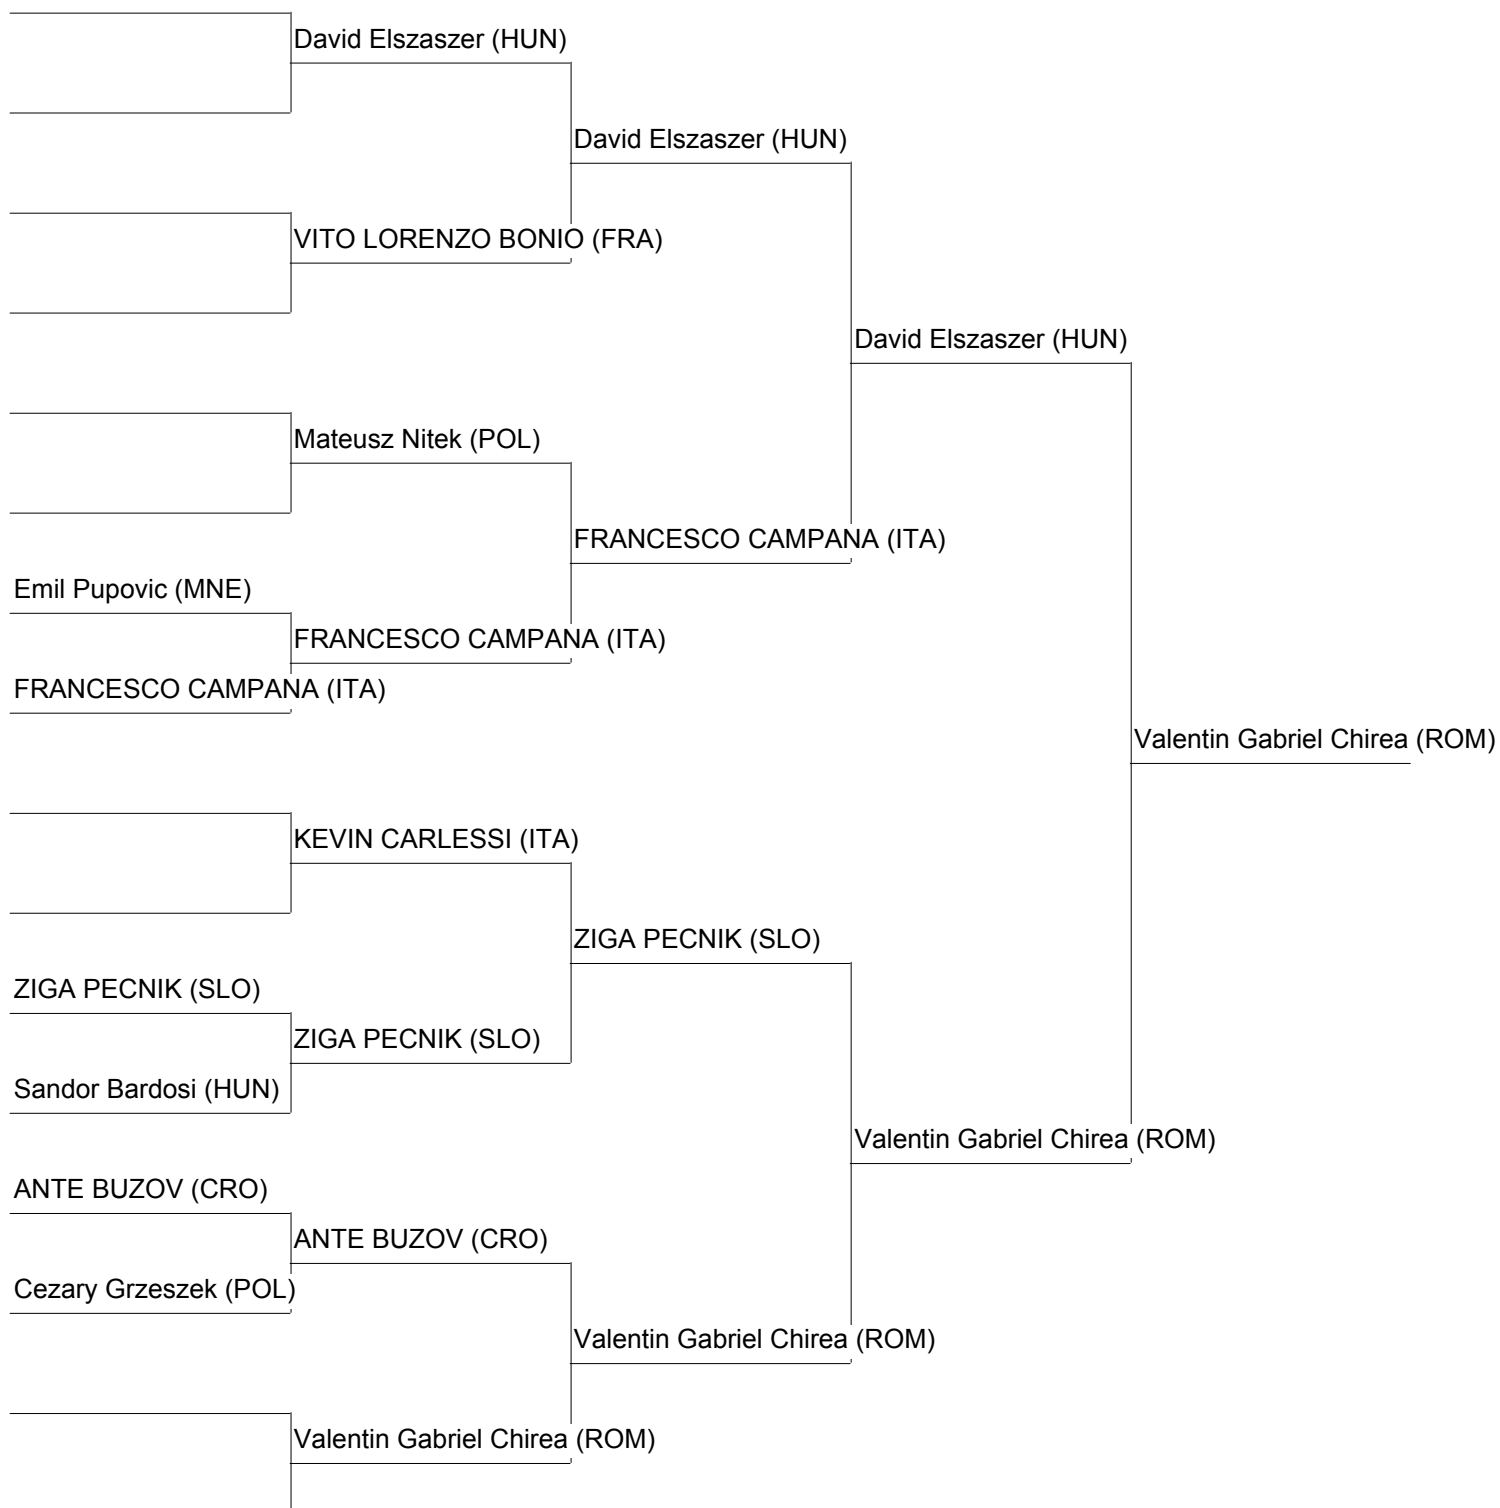 David Elszaszer (HUN)
David Elszaszer (HUN)
VITO LORENZO BONIO (FRA)
David Elszaszer (HUN)
Mateusz Nitek (POL)
FRANCESCO CAMPANA (ITA)
Emil Pupovic (MNE)
FRANCESCO CAMPANA (ITA)
FRANCESCO CAMPANA (ITA)
Valentin Gabriel Chirea (ROM)
KEVIN CARLESSI (ITA)
ZIGA PECNIK (SLO)
ZIGA PECNIK (SLO)
ZIGA PECNIK (SLO)
Sandor Bardosi (HUN)
Valentin Gabriel Chirea (ROM)
ANTE BUZOV (CRO)
ANTE BUZOV (CRO)
Cezary Grzeszek (POL)
Valentin Gabriel Chirea (ROM)
Valentin Gabriel Chirea (ROM)